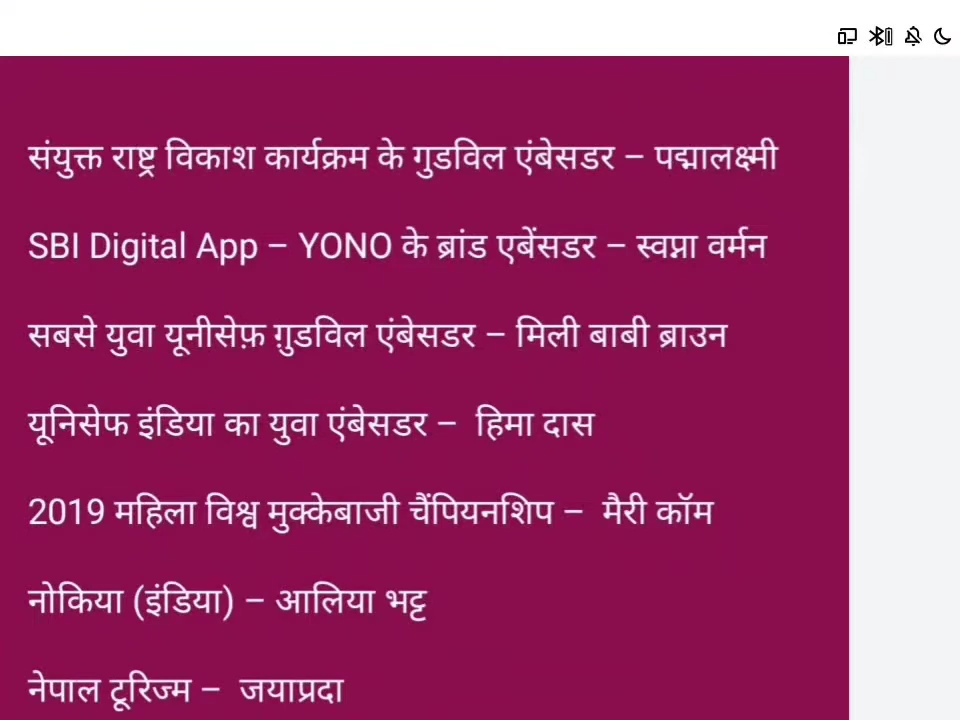 संयुक्त राष्ट्र विकाश कार्यक्रम के गुडविल एंबेसडर – पद्मालक्ष्मी
SBI Digital App – YONO के ब्रांड एबेंसडर – स्वप्ना वर्मन
सबसे युवा यूनीसेफ़ ग़ुडविल एंबेसडर – मिली बाबी ब्राउन
यूनिसेफ इंडिया का युवा एंबेसडर – हिमा दास
2019 महिला विश्व मुक्केबाजी चैंपियनशिप – मैरी कॉम
नोकिया (इंडिया) – आलिया भट्ट
नेपाल टूरिज्म – जयाप्रदा